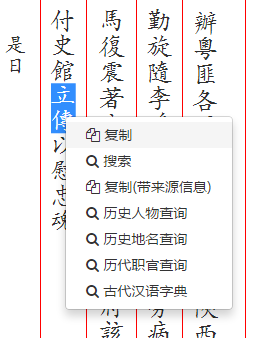 辦粵匪各
西
勤旋隨李
病
馬復震著
該
付史館立傳以慰忠魂
是日
复制
搜索
复制(带来源信息)
历史人物查询
历史地名查询
历代职官查询
古代汉语字典